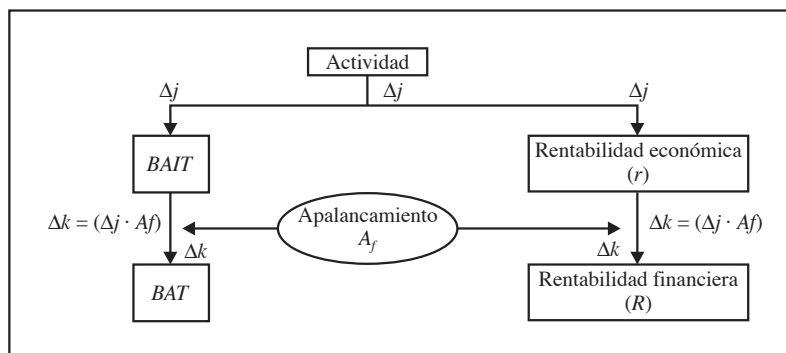 Actividad
Δj Δj Δj
BAIT
Rentabilidad económica
(r)
Δk = (Δj · Af)
Apalancamiento
A_f
Δk = (Δj · Af)
Δk
Δk
BAT
Rentabilidad financiera
(R)